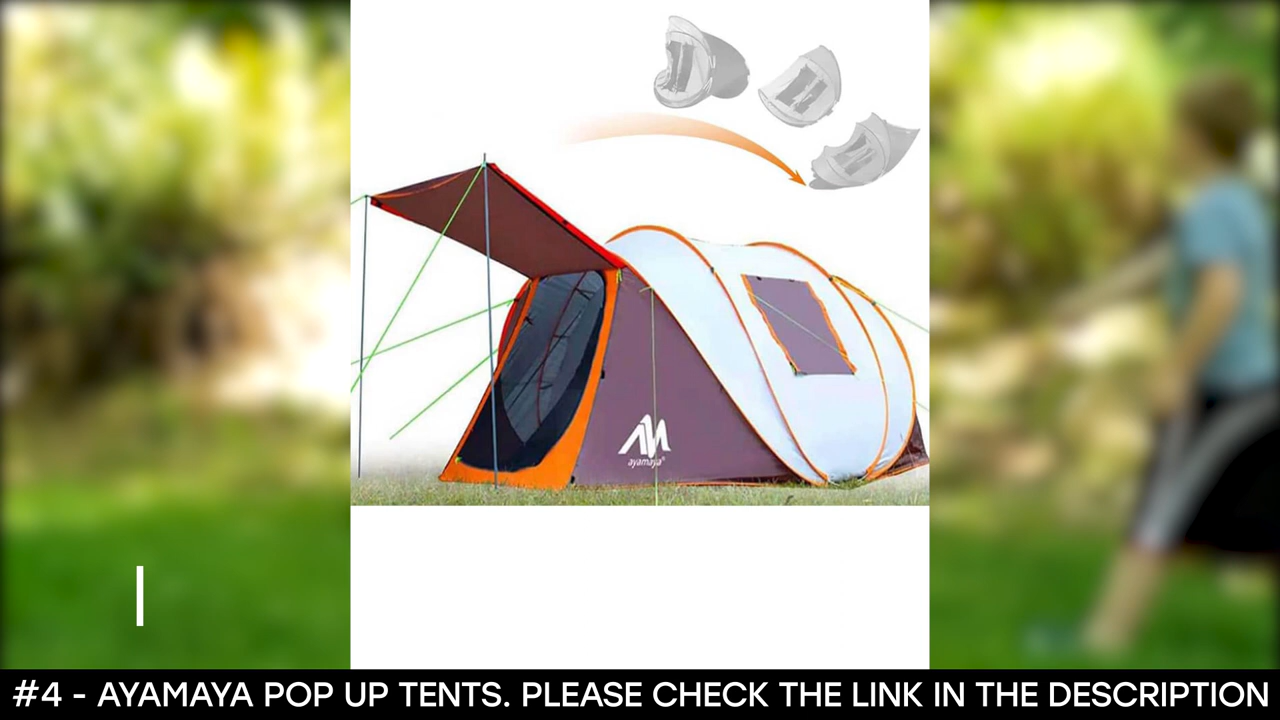 ayamaya®
#4 - AYAMAYA POP UP TENTS. PLEASE CHECK THE LINK IN THE DESCRIPTION